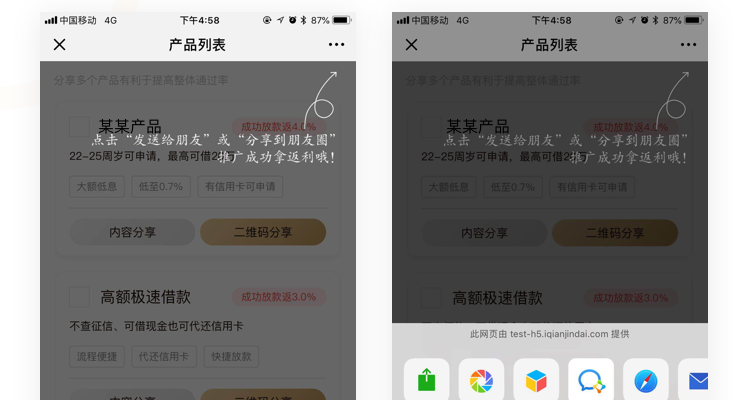 中国移动 4G 下午4:58 87%
产品列表
分享多个产品有利于提高整体通过率
某某产品 成功放款返4.0%
点击“发送给朋友”或“分享到朋友圈”
推广成功拿返利哦!
22-25周岁可申请，最高可借2
大额低息 低至0.7% 有信用卡可申请
内容分享 二维码分享
高额极速借款 成功放款返3.0%
不查征信、可借现金也可代还信用卡
流程便捷 代还信用卡 快捷放款
内容分享 二维码分享
中国移动 4G 下午4:58 87%
产品列表
分享多个产品有利于提高整体通过率
某某产品 成功放款返4.0%
点击“发送给朋友”或“分享到朋友圈”
推广成功拿返利哦!
22-25周岁可申请，最高可借2
大额低息 低至0.7% 有信用卡可申请
内容分享 二维码分享
高额极速借款 成功放款返3.0%
此网页由 test-h5.iqianjindai.com 提供